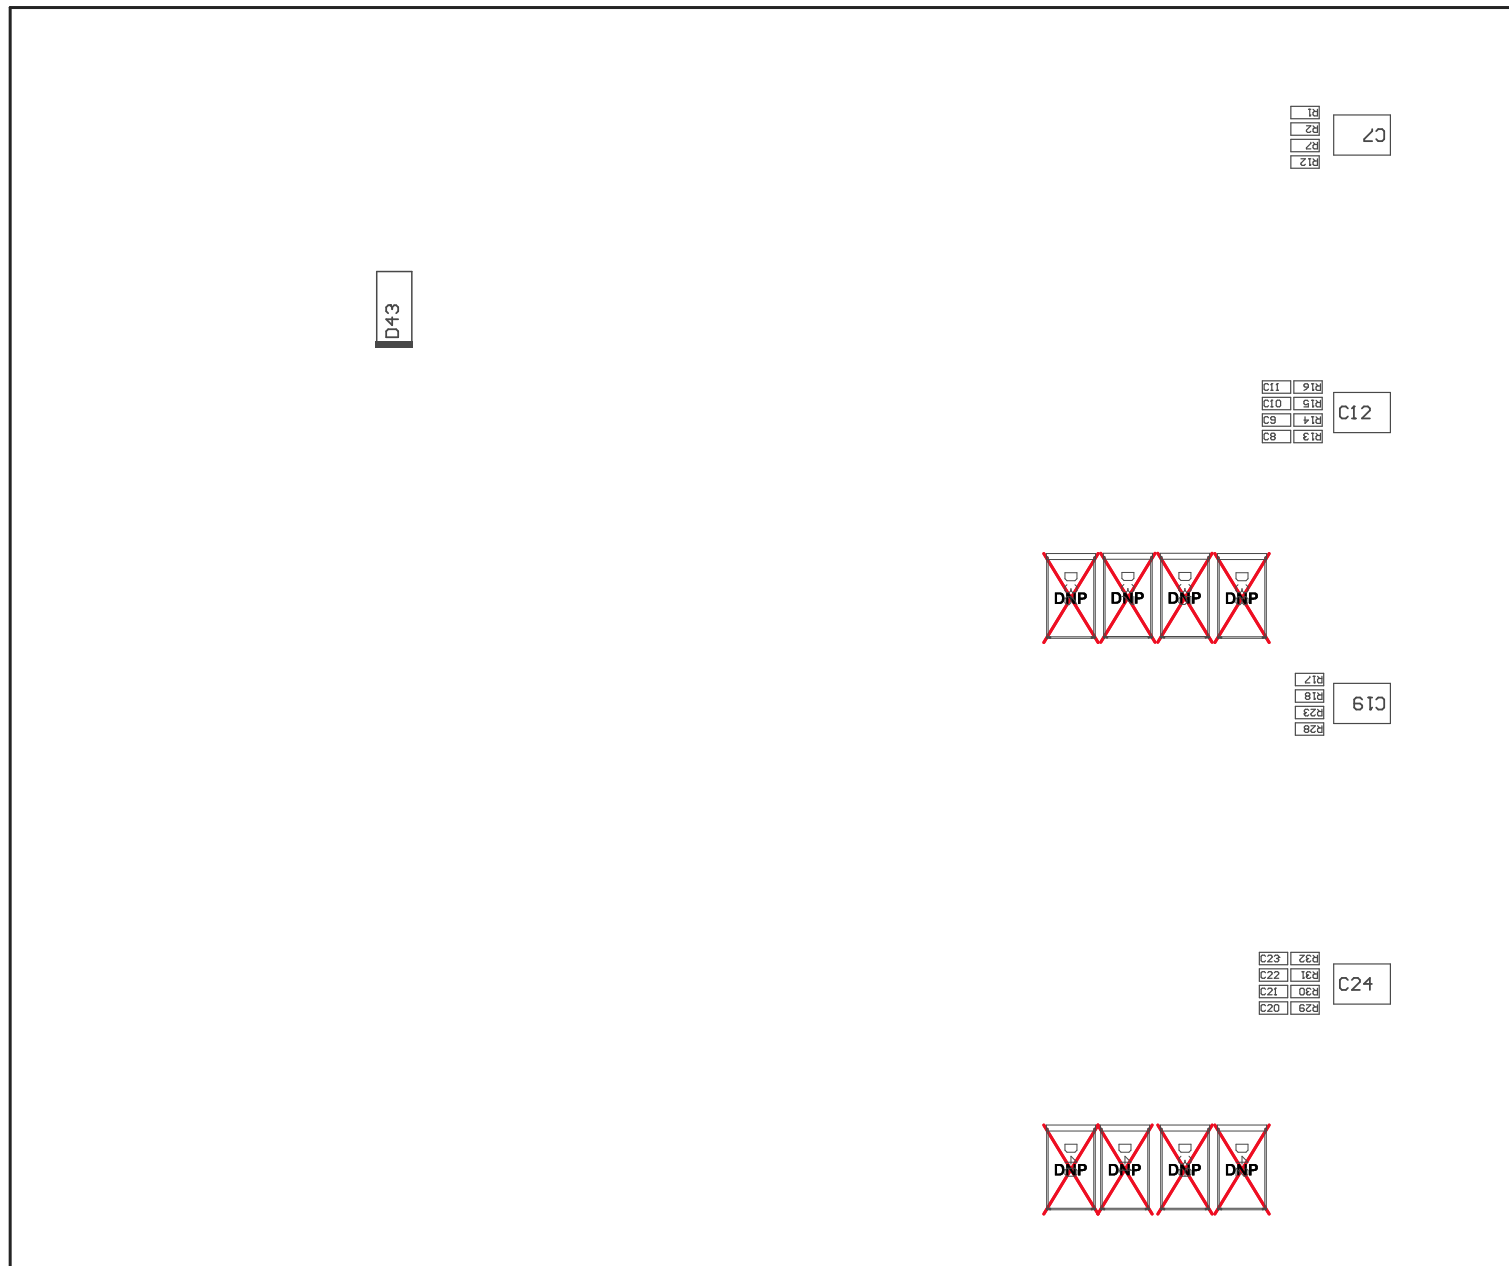 R1
R2
R7
R12
C7
D43
C11 R16
C10 R15
C9 R14
C8 R13
C12
DNP DNP DNP DNP
R17
R18
R23
R28
C19
C23 R32
C22 R31
C21 R30
C20 R29
C24
DNP DNP DNP DNP